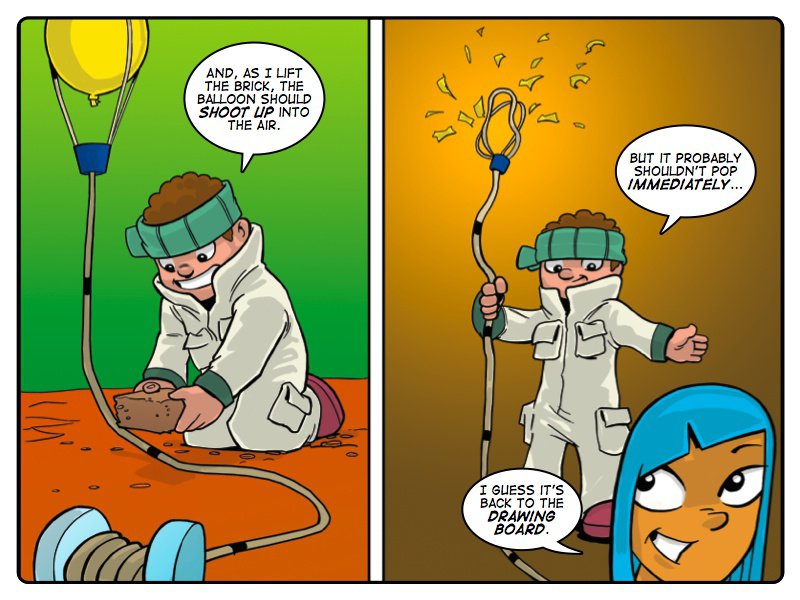 AND, AS I LIFT
THE BRICK, THE
BALLOON SHOULD
SHOOT UP INTO
THE AIR.
BUT IT PROBABLY
SHOULDN'T POP
IMMEDIATELY...
I GUESS IT'S
BACK TO THE
DRAWING
BOARD.